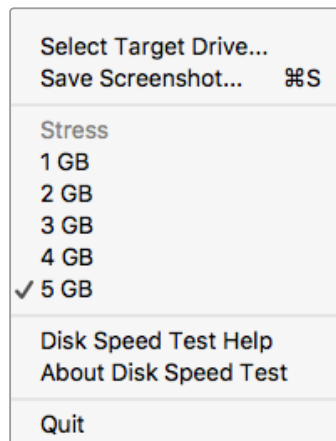 Select Target Drive...
Save Screenshot... ⌘S
Stress
1 GB
2 GB
3 GB
4 GB
✓ 5 GB
Disk Speed Test Help
About Disk Speed Test
Quit